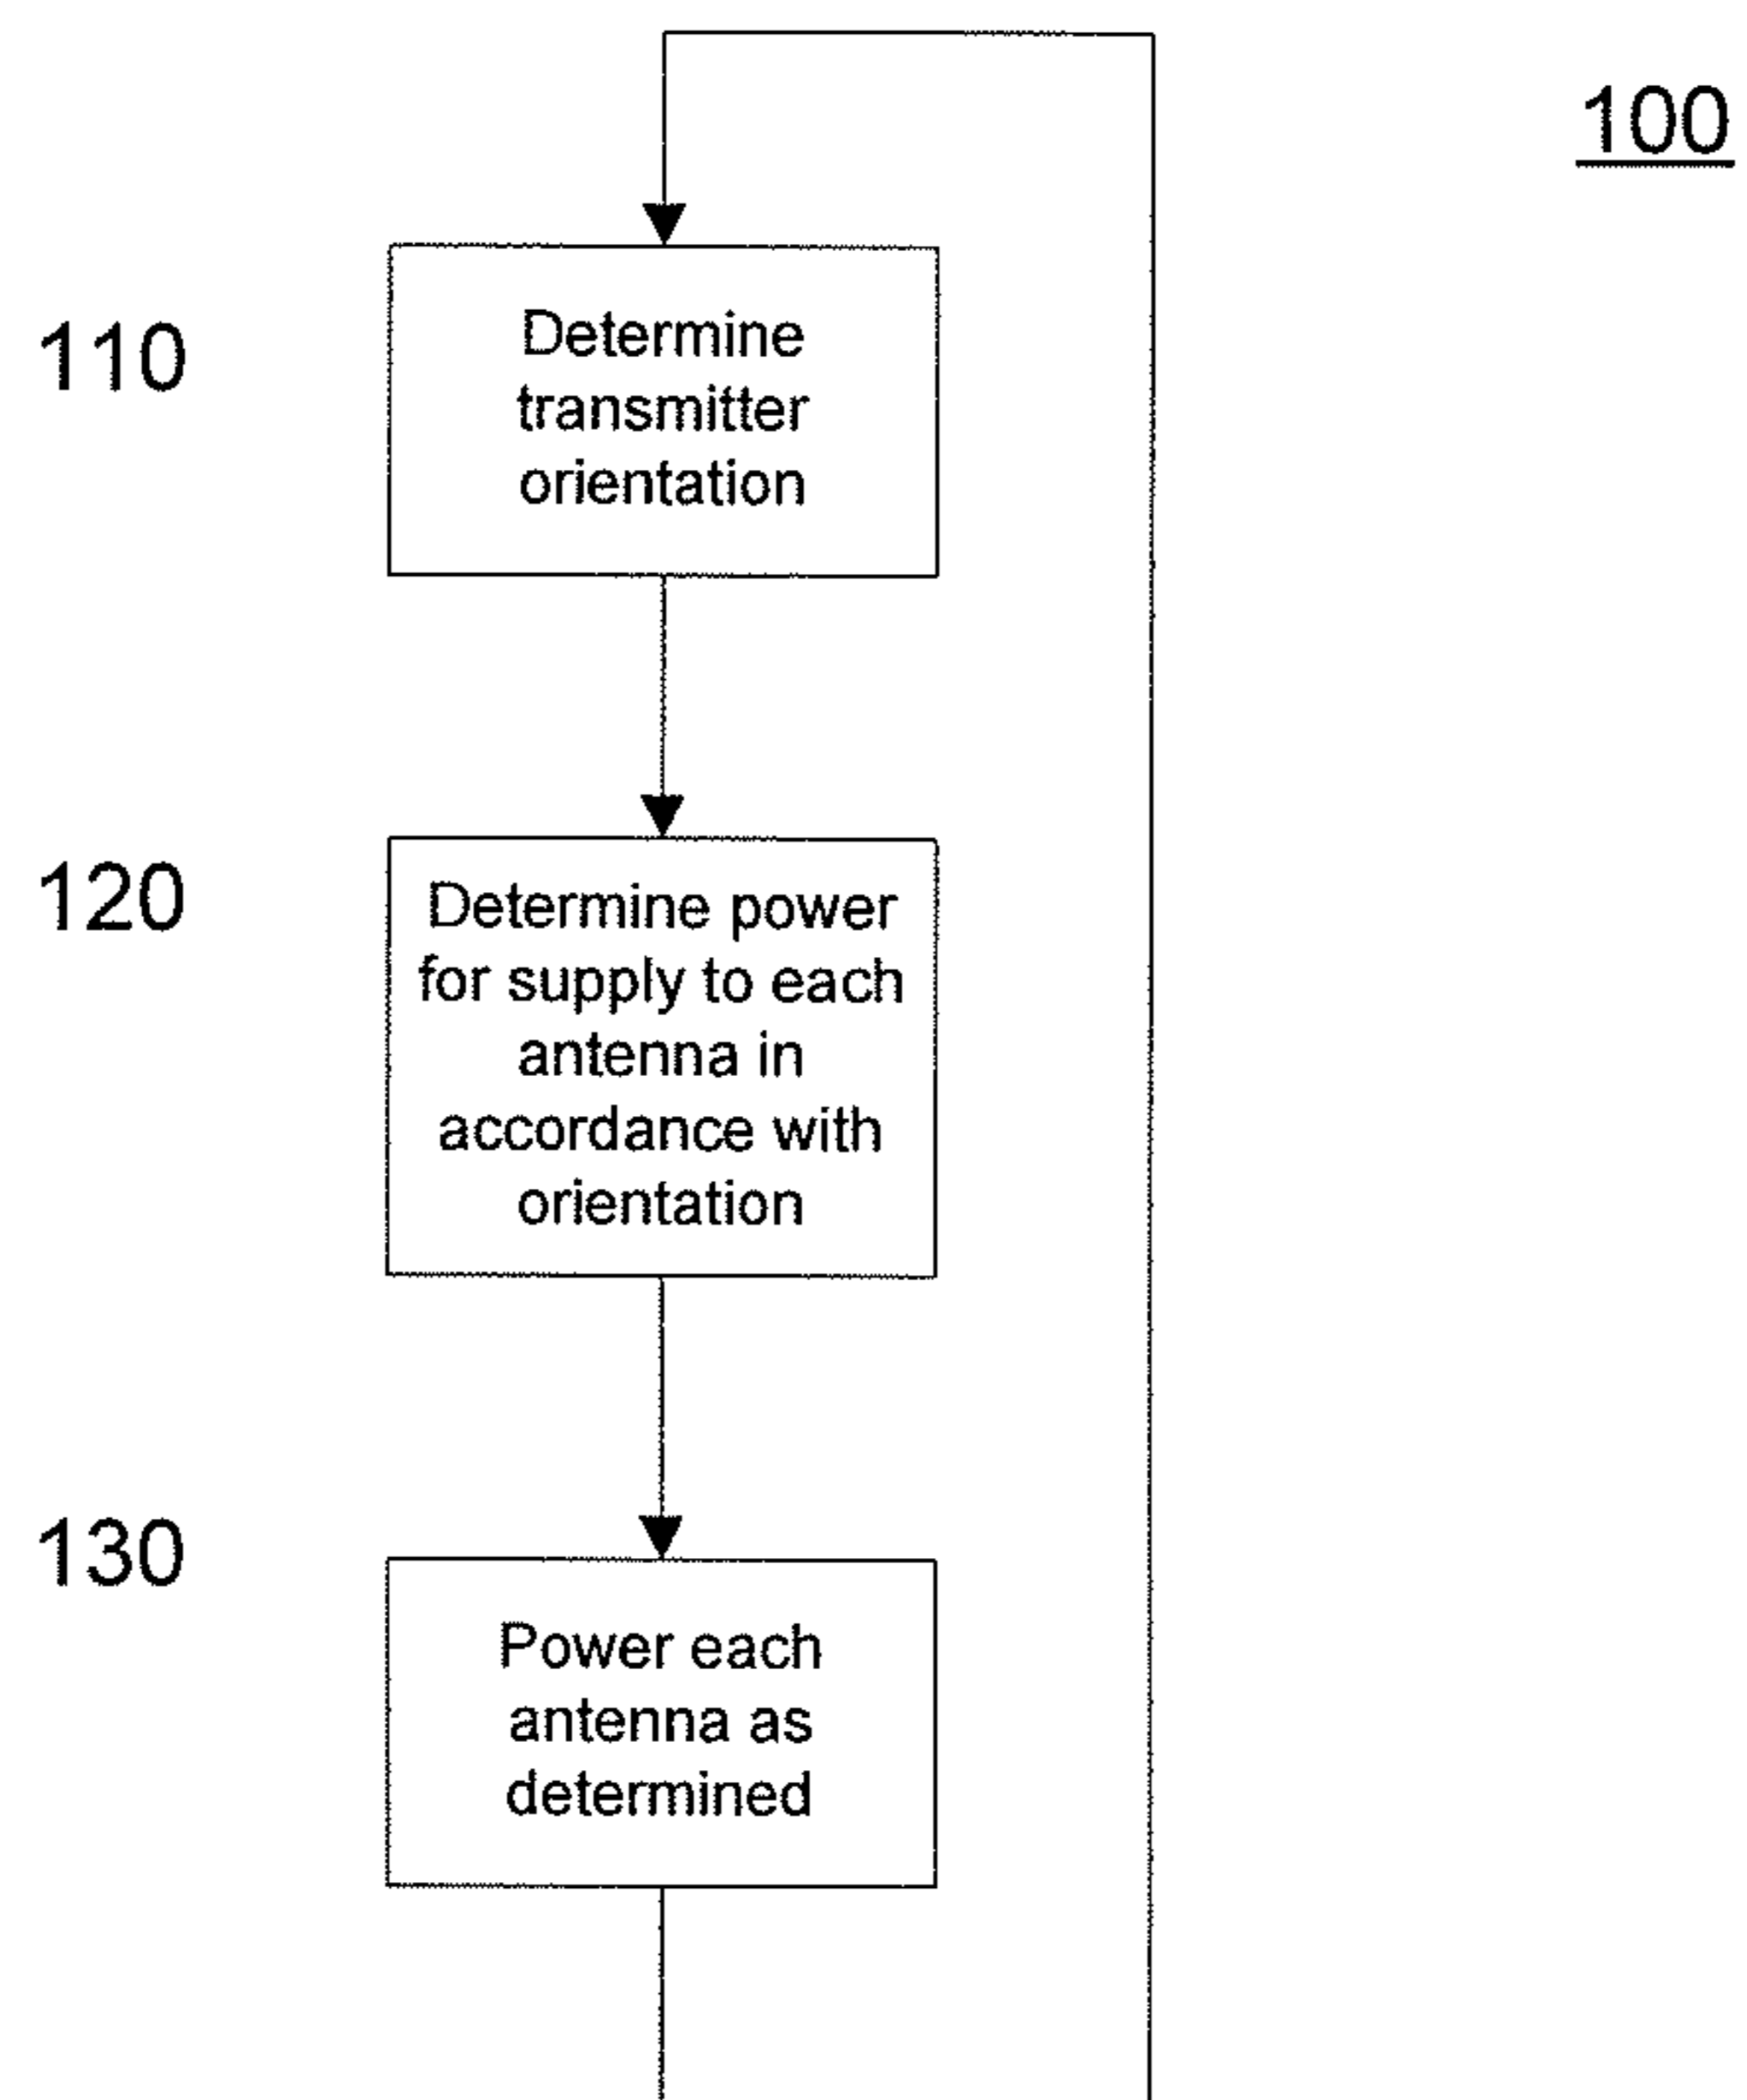 100
110
Determine
transmitter
orientation
120
Determine power
for supply to each
antenna in
accordance with
orientation
130
Power each
antenna as
determined